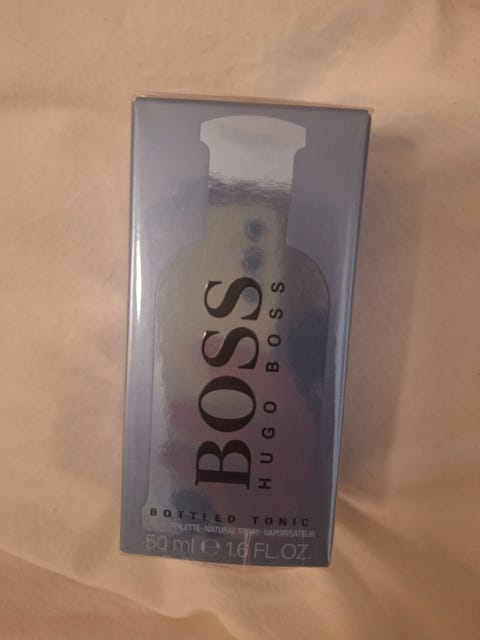 BOSS
HUGO BOSS
BOTTLED TONIC
TOILETTE·NATURAL SPRAY·VAPORISATEUR
50 ml ℮ 1.6 FL.OZ.